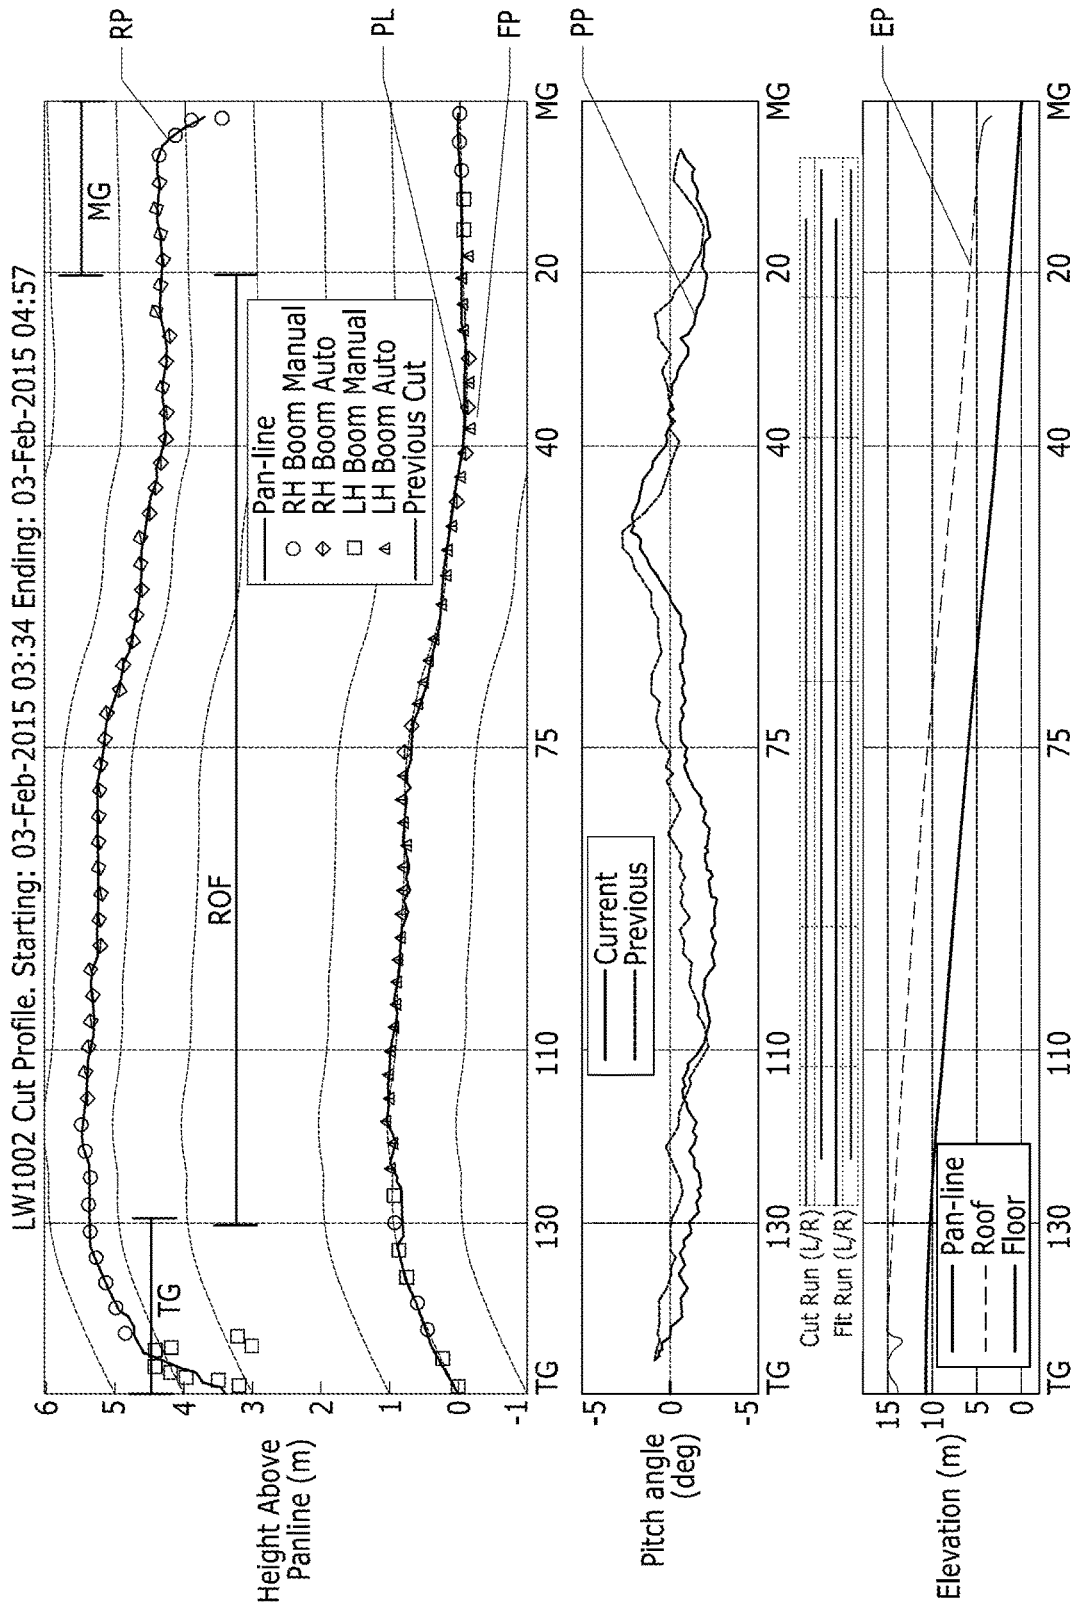 LW1002 Cut Profile. Starting: 03-Feb-2015 03:34 Ending: 03-Feb-2015 04:57
Height Above
Panline (m)
6
5
4
3
2
1
0
-1
TG
ROF
MG
Pan-line
RH Boom Manual
RH Boom Auto
LH Boom Manual
LH Boom Auto
Previous Cut
RP
PL
FP
TG
130
110
75
40
20
MG
Pitch angle
(deg)
-5
0
-5
Current
Previous
PP
TG
130
110
75
40
20
MG
Cut Run (L/R)
Flt Run (L/R)
Elevation (m)
15
10
5
0
Pan-line
Roof
Floor
EP
TG
130
110
75
40
20
MG